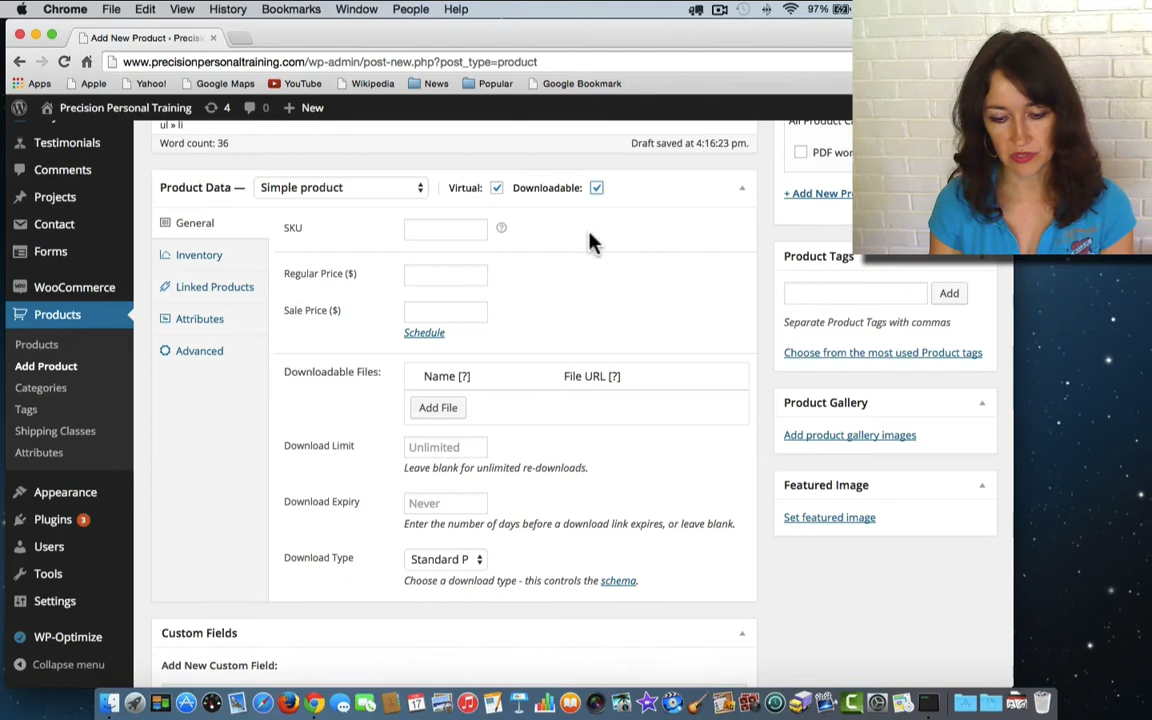 Chrome File Edit View History Bookmarks Window People Help 97%
Add New Product ‹ Precisi
www.precisionpersonaltraining.com/wp-admin/post-new.php?post_type=product
Apps Apple Yahoo! Google Maps YouTube Wikipedia News Popular Google Bookmark
Precision Personal Training 4 0 New
Testimonials
Comments
Projects
Contact
Forms
WooCommerce
Products
Products
Add Product
Categories
Tags
Shipping Classes
Attributes
Appearance
Plugins 3
Users
Tools
Settings
WP-Optimize
Collapse menu
ul » li
Word count: 36 Draft saved at 4:16:23 pm.
Product Data — Simple product Virtual: Downloadable:
General
Inventory
Linked Products
Attributes
Advanced
SKU
Regular Price ($)
Sale Price ($)
Schedule
Downloadable Files: Name [?] File URL [?]
Add File
Download Limit Unlimited
Leave blank for unlimited re-downloads.
Download Expiry Never
Enter the number of days before a download link expires, or leave blank.
Download Type Standard P
Choose a download type - this controls the schema.
Custom Fields
Add New Custom Field:
All Product Ca
PDF wor
+ Add New Pr
Product Tags
Add
Separate Product Tags with commas
Choose from the most used Product tags
Product Gallery
Add product gallery images
Featured Image
Set featured image